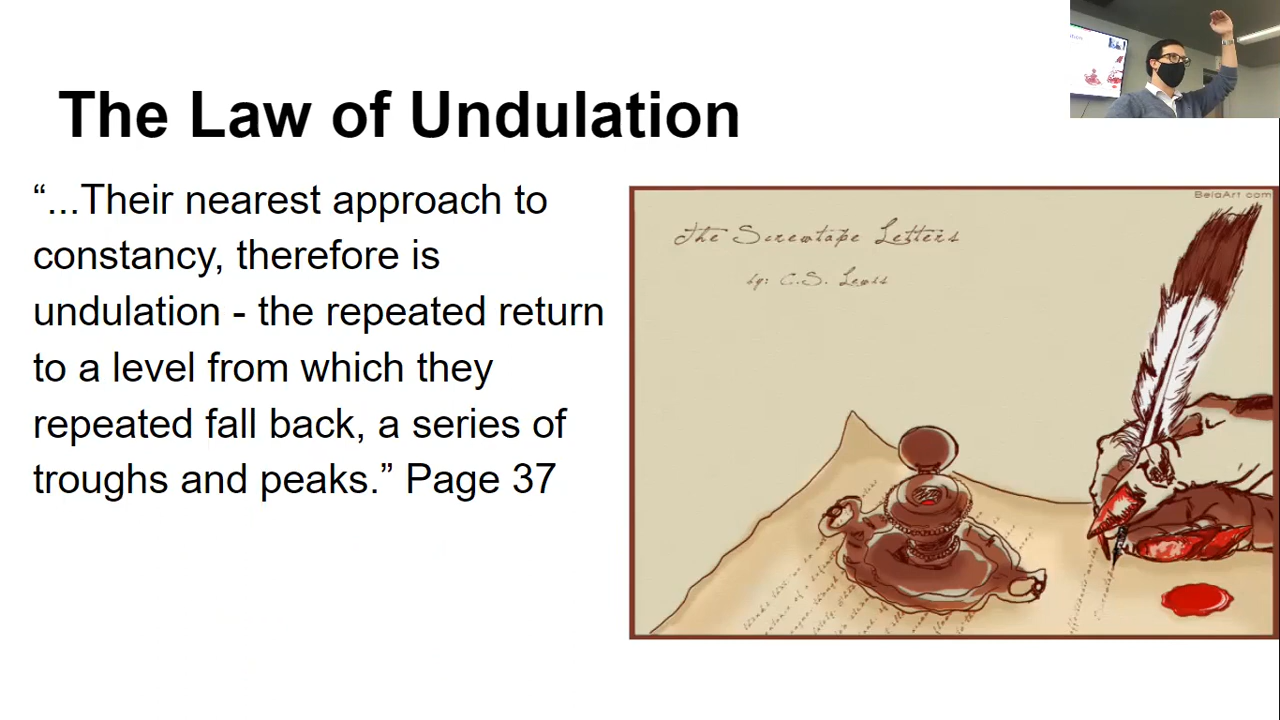 The Law of Undulation
“...Their nearest approach to
constancy, therefore is
undulation - the repeated return
to a level from which they
repeated fall back, a series of
troughs and peaks.” Page 37
BelaArt com
The Screwtape Letters
by: C.S. Lewis